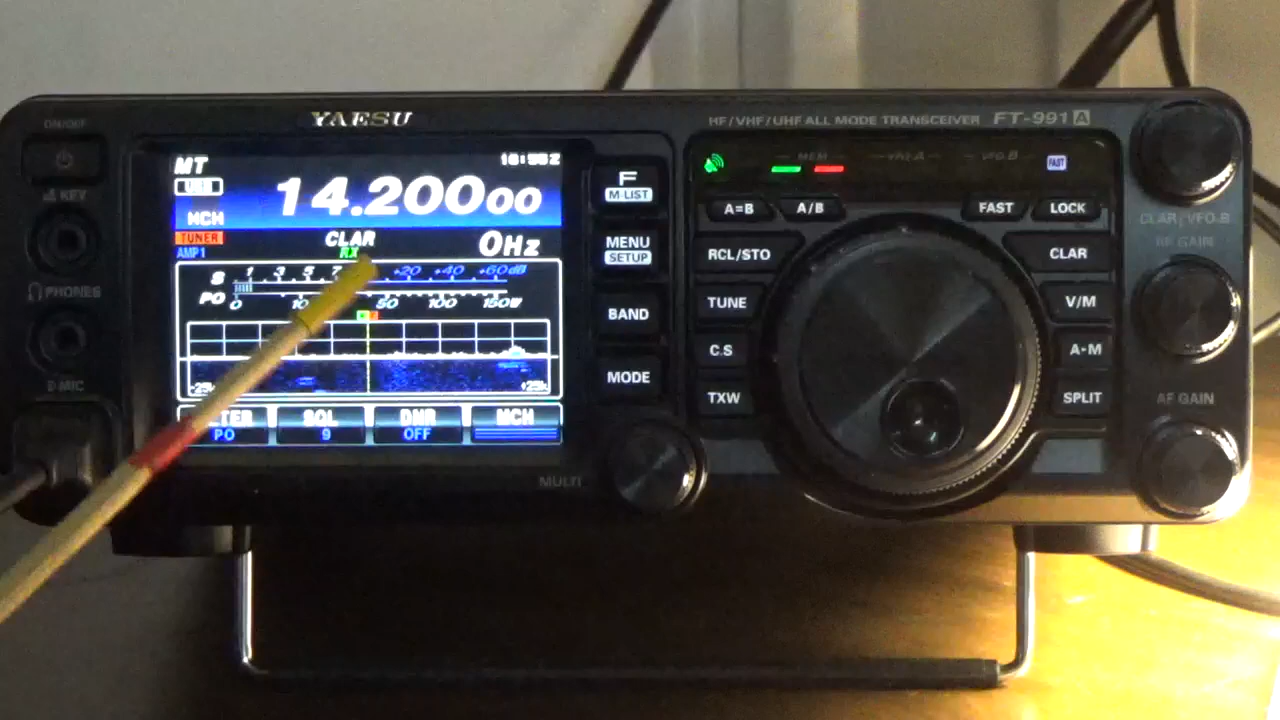 YAESU
HF/VHF/UHF ALL MODE TRANSCEIVER FT-991A
ON/OFF
KEY
PHONES
MIC
MT
USB
14.20000
MCH
TUNER
AMP1
CLAR
RX
0Hz
S 1 3 5 7 +20 +40 +60dB
PO 0 10 50 100 150W
-25k
+25k
SQL
DNR
MCH
PO
9
OFF
MULTI
F
M-LIST
MENU
SETUP
BAND
MODE
MEM
VFO-A
VFO-B
FAST
A=B
A/B
FAST
LOCK
RCL/STO
CLAR
TUNE
V/M
C.S
A▸M
TXW
SPLIT
CLAR/VFO-B
RF GAIN
AF GAIN